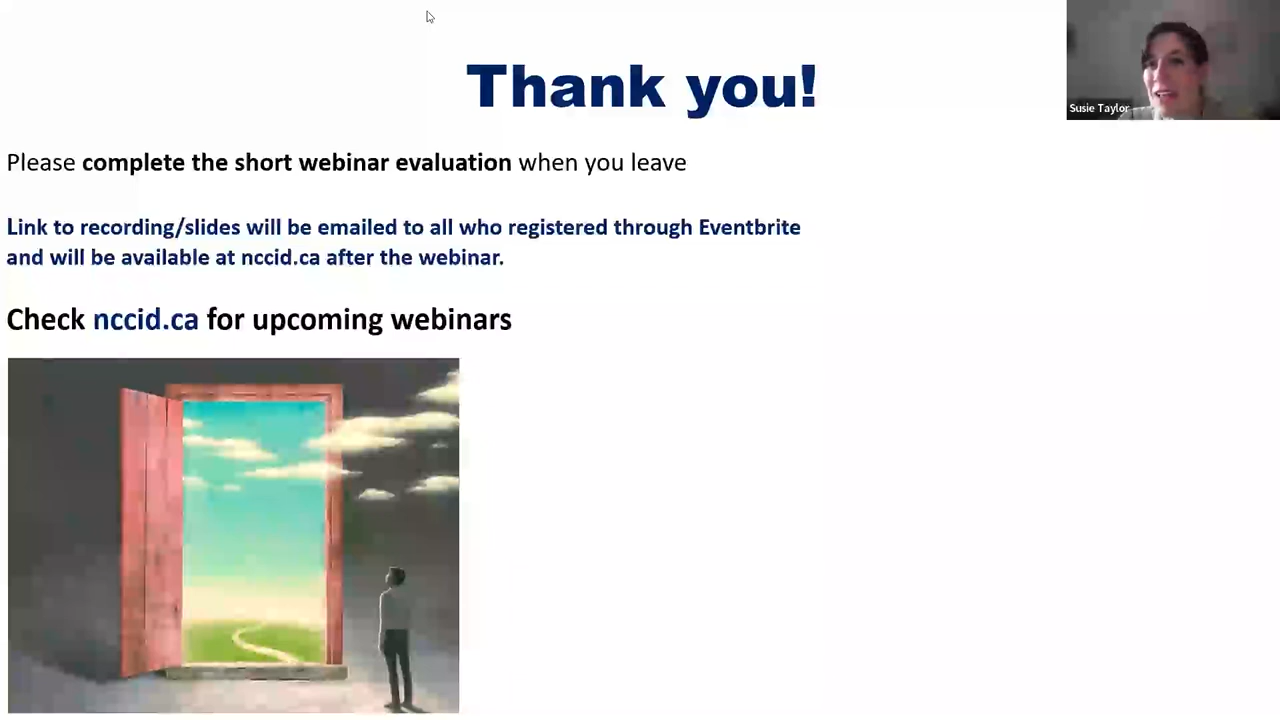 Thank you!
Susie Taylor
Please complete the short webinar evaluation when you leave
Link to recording/slides will be emailed to all who registered through Eventbrite
and will be available at nccid.ca after the webinar.
Check nccid.ca for upcoming webinars